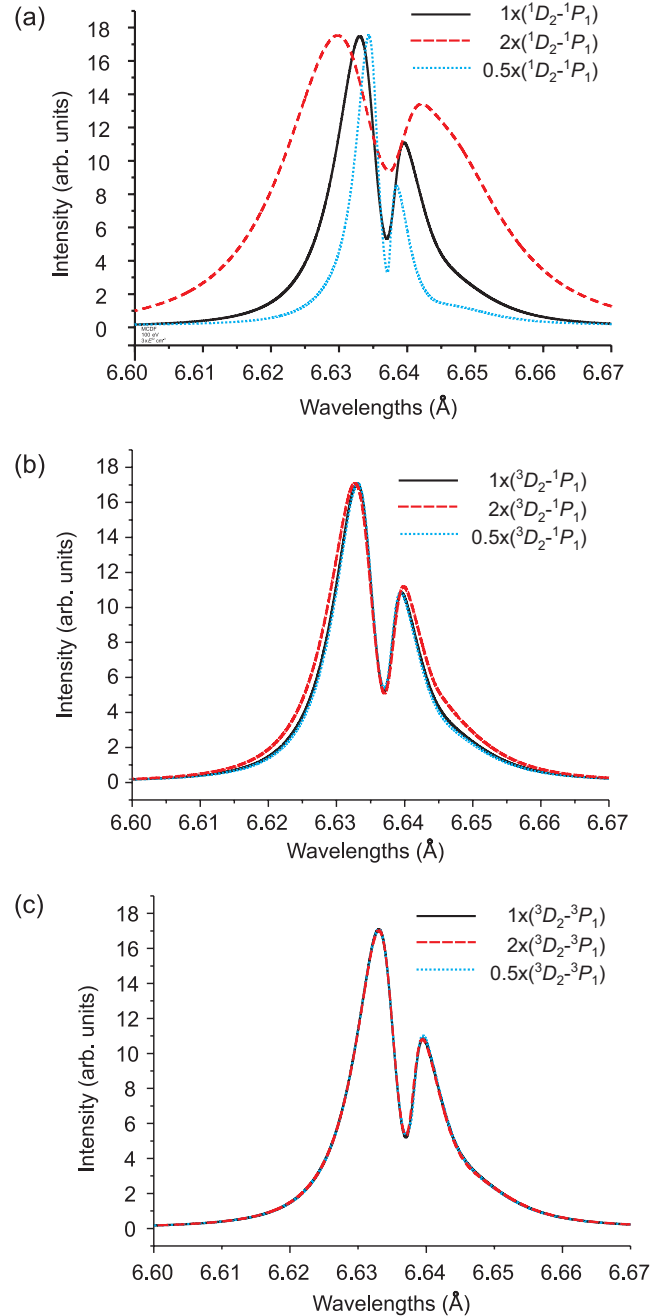 (a)
1x(¹D₂-¹P₁)
2x(¹D₂-¹P₁)
0.5x(¹D₂-¹P₁)
Intensity (arb. units)
18
16
14
12
10
8
6
4
2
0
MCDF
100 eV
6.60 6.61 6.62 6.63 6.64 6.65 6.66 6.67
Wavelengths (Å)
(b)
1x(³D₂-¹P₁)
2x(³D₂-¹P₁)
0.5x(³D₂-¹P₁)
Intensity (arb. units)
18
16
14
12
10
8
6
4
2
0
6.60 6.61 6.62 6.63 6.64 6.65 6.66 6.67
Wavelengths (Å)
(c)
1x(³D₂-³P₁)
2x(³D₂-³P₁)
0.5x(³D₂-³P₁)
Intensity (arb. units)
18
16
14
12
10
8
6
4
2
0
6.60 6.61 6.62 6.63 6.64 6.65 6.66 6.67
Wavelengths (Å)